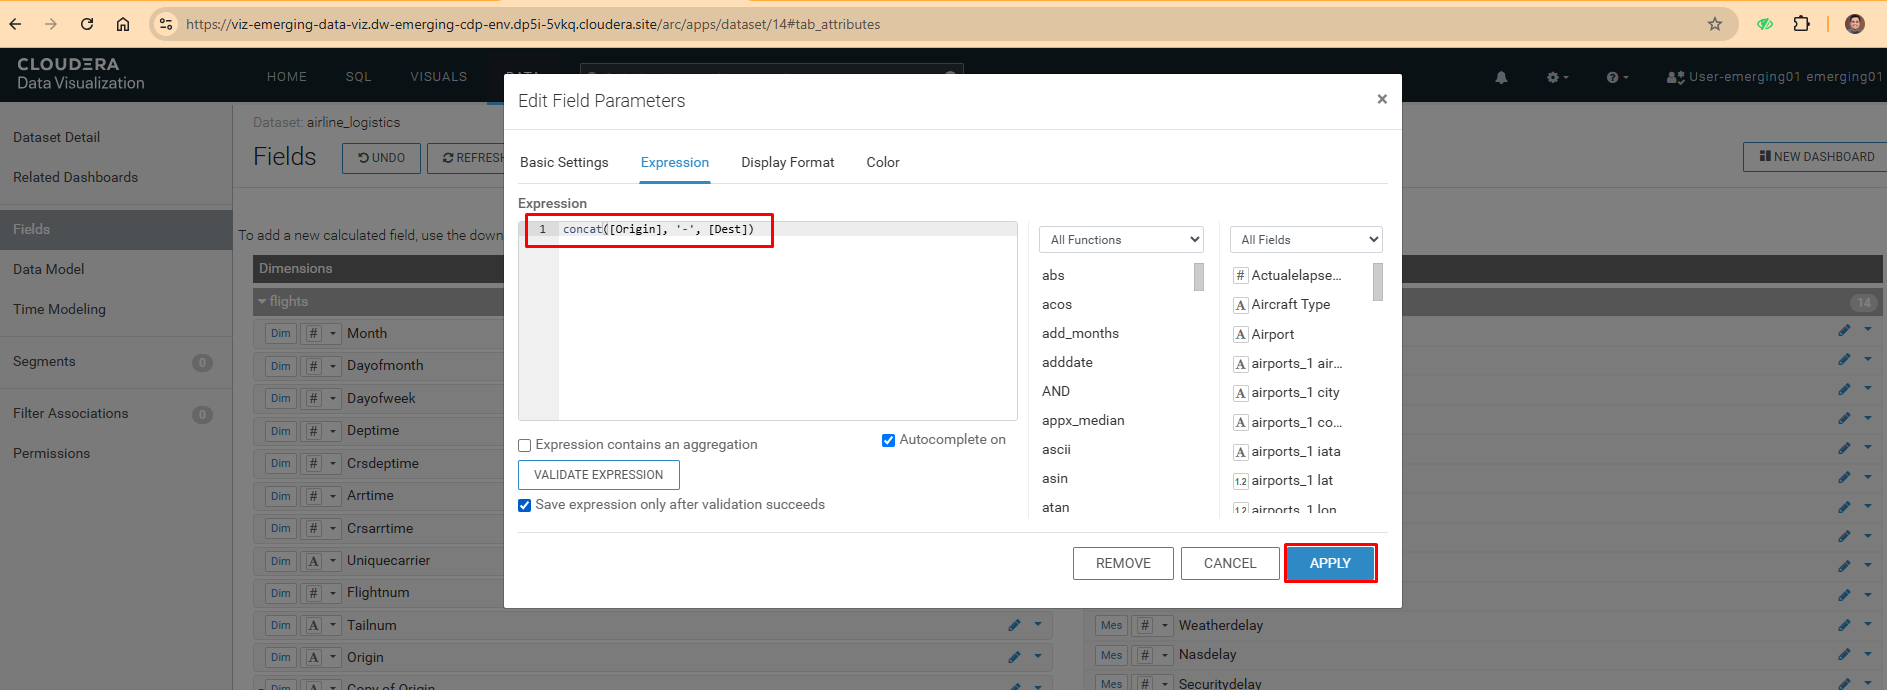 https://viz-emerging-data-viz.dw-emerging-cdp-env.dp5i-5vkq.cloudera.site/arc/apps/dataset/14#tab_attributes
CLOUDERA
Data Visualization
HOME
SQL
VISUALS
DATA
User-emerging01 emerging01
Dataset Detail
Related Dashboards
Fields
Data Model
Time Modeling
Segments
0
Filter Associations
0
Permissions
Dataset: airline_logistics
Fields
UNDO
REFRESH
NEW DASHBOARD
To add a new calculated field, use the down
Dimensions
flights
14
Dim # Month
Dim # Dayofmonth
Dim # Dayofweek
Dim # Deptime
Dim # Crsdeptime
Dim # Arrtime
Dim # Crsarrtime
Dim A Uniquecarrier
Dim # Flightnum
Dim A Tailnum
Dim A Origin
Dim A Copy of Origin
Mes # Weatherdelay
Mes # Nasdelay
Mes # Securitydelay
Edit Field Parameters
×
Basic Settings
Expression
Display Format
Color
Expression
1 concat([Origin], '-', [Dest])
Expression contains an aggregation
Autocomplete on
VALIDATE EXPRESSION
Save expression only after validation succeeds
All Functions
abs
acos
add_months
adddate
AND
appx_median
ascii
asin
atan
All Fields
# Actualelapse...
A Aircraft Type
A Airport
A airports_1 air...
A airports_1 city
A airports_1 co...
A airports_1 iata
1.2 airports_1 lat
1.2 airports_1 lon
REMOVE
CANCEL
APPLY